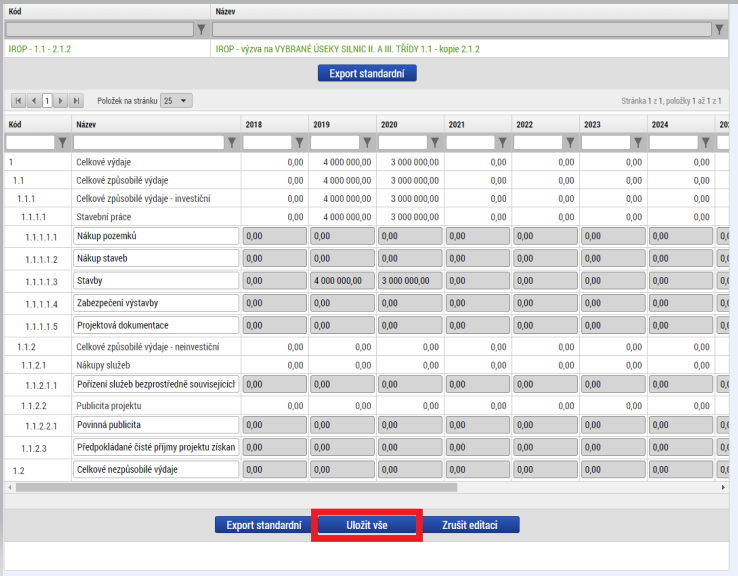 Kód Název
IROP - 1.1 - 2.1.2 IROP - výzva na VYBRANÉ ÚSEKY SILNIC II. A III. TŘÍDY 1.1 - kopie 2.1.2
Export standardní
1 Položek na stránku 25 Stránka 1 z 1, položky 1 až 1 z 1
Kód Název 2018 2019 2020 2021 2022 2023 2024
1 Celkové výdaje 0,00 4 000 000,00 3 000 000,00 0,00 0,00 0,00 0,00
1.1 Celkové způsobilé výdaje 0,00 4 000 000,00 3 000 000,00 0,00 0,00 0,00 0,00
1.1.1 Celkové způsobilé výdaje - investiční 0,00 4 000 000,00 3 000 000,00 0,00 0,00 0,00 0,00
1.1.1.1 Stavební práce 0,00 4 000 000,00 3 000 000,00 0,00 0,00 0,00 0,00
1.1.1.1.1 Nákup pozemků 0,00 0,00 0,00 0,00 0,00 0,00 0,00
1.1.1.1.2 Nákup staveb 0,00 0,00 0,00 0,00 0,00 0,00 0,00
1.1.1.1.3 Stavby 0,00 4 000 000,00 3 000 000,00 0,00 0,00 0,00 0,00
1.1.1.1.4 Zabezpečení výstavby 0,00 0,00 0,00 0,00 0,00 0,00 0,00
1.1.1.1.5 Projektová dokumentace 0,00 0,00 0,00 0,00 0,00 0,00 0,00
1.1.2 Celkové způsobilé výdaje - neinvestiční 0,00 0,00 0,00 0,00 0,00 0,00 0,00
1.1.2.1 Nákupy služeb 0,00 0,00 0,00 0,00 0,00 0,00 0,00
1.1.2.1.1 Pořízení služeb bezprostředně souvisejícícl 0,00 0,00 0,00 0,00 0,00 0,00 0,00
1.1.2.2 Publicita projektu 0,00 0,00 0,00 0,00 0,00 0,00 0,00
1.1.2.2.1 Povinná publicita 0,00 0,00 0,00 0,00 0,00 0,00 0,00
1.1.2.3 Předpokládané čisté příjmy projektu získan 0,00 0,00 0,00 0,00 0,00 0,00 0,00
1.2 Celkové nezpůsobilé výdaje 0,00 0,00 0,00 0,00 0,00 0,00 0,00
Export standardní Uložit vše Zrušit editaci